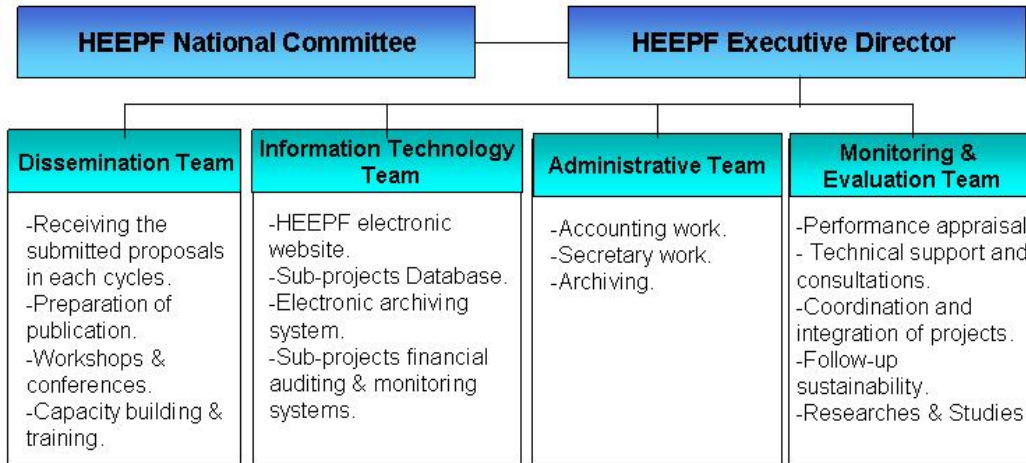 HEEPF National Committee
HEEPF Executive Director
Dissemination Team
-Receiving the
submitted proposals
in each cycles.
-Preparation of
publication.
-Workshops &
conferences.
-Capacity building &
training.
Information Technology
Team
-HEEPF electronic
website.
-Sub-projects Database.
-Electronic archiving
system.
-Sub-projects financial
auditing & monitoring
systems.
Administrative Team
-Accounting work.
-Secretary work.
-Archiving.
Monitoring &
Evaluation Team
-Performance appraisal
- Technical support and
consultations.
-Coordination and
integration of projects.
-Follow-up
sustainability.
-Researches & Studies